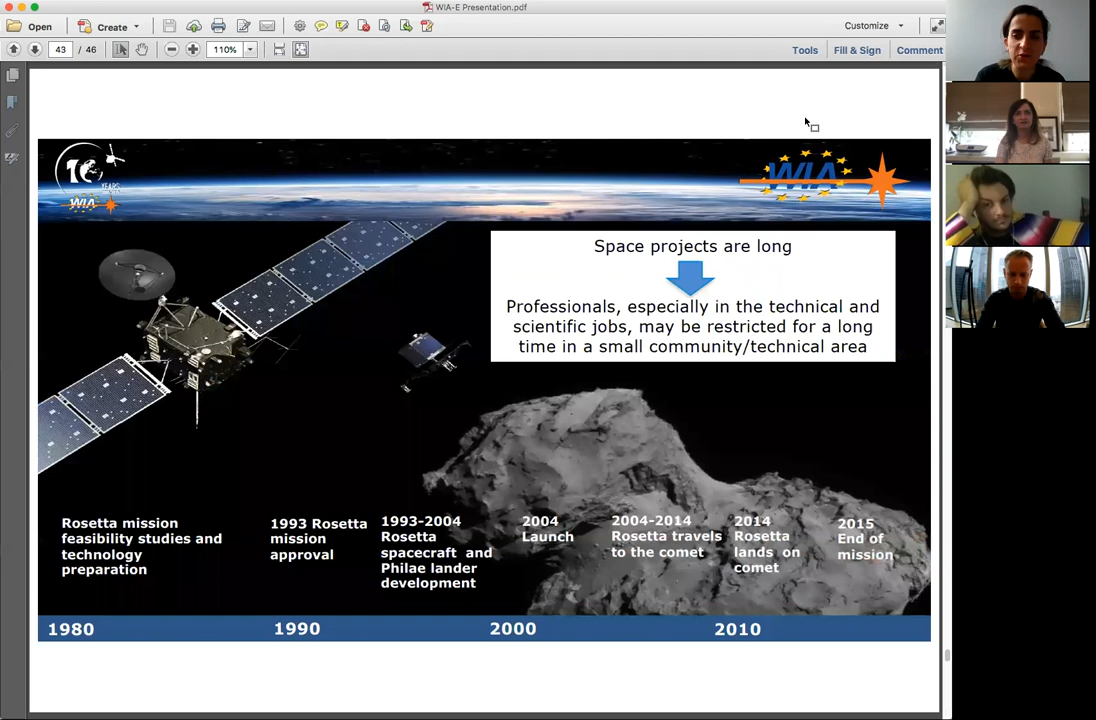 WIA-E Presentation.pdf
Open
Create
Customize
43 / 46
110%
Tools
Fill & Sign
Comment
10
YEARS
WIA
WIA
Space projects are long
Professionals, especially in the technical and
scientific jobs, may be restricted for a long
time in a small community/technical area
Rosetta mission
feasibility studies and
technology
preparation
1993 Rosetta
mission
approval
1993-2004
Rosetta
spacecraft and
Philae lander
development
2004
Launch
2004-2014
Rosetta travels
to the comet
2014
Rosetta
lands on
comet
2015
End of
mission
1980
1990
2000
2010